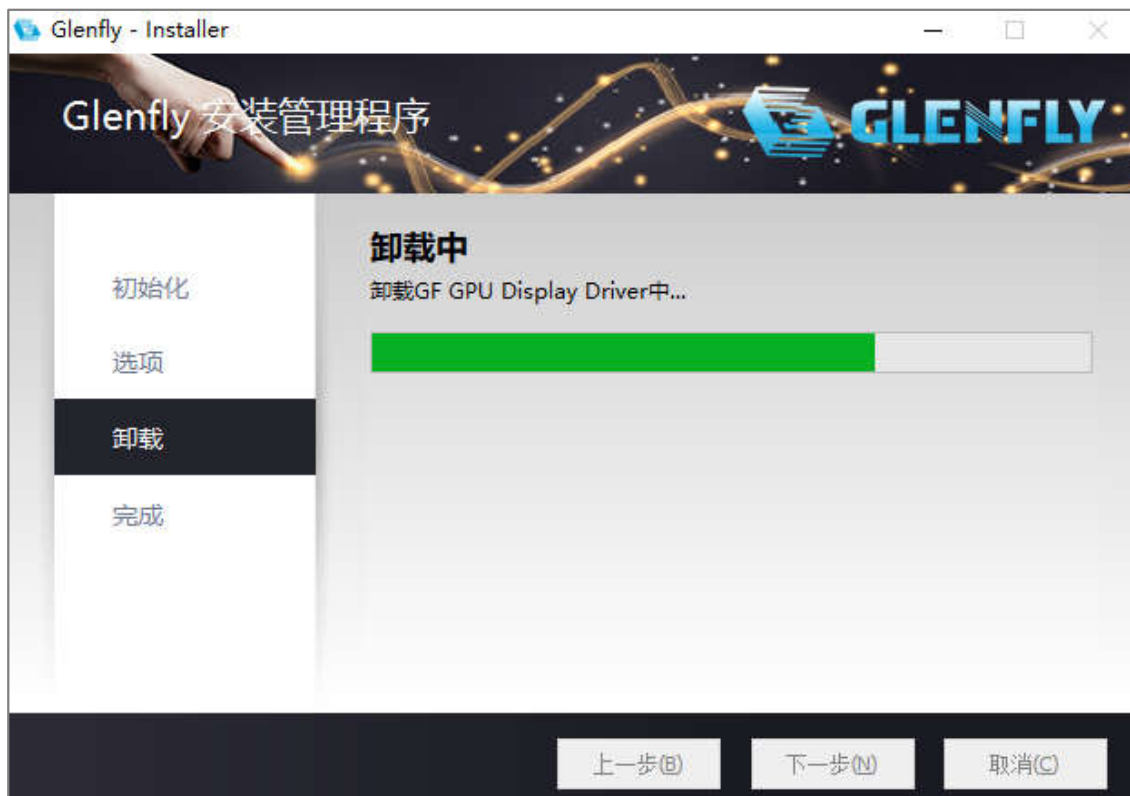 Glenfly - Installer
Glenfly 安装管理程序
GLENFLY
初始化
选项
卸载
完成
卸载中
卸载GF GPU Display Driver中...
上一步(B)
下一步(N)
取消(C)